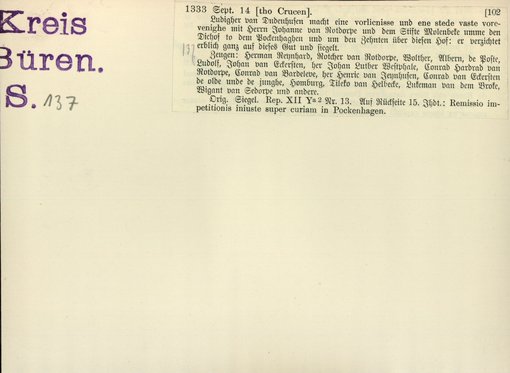 Kreis
Büren.
S. 137
1333 Sept. 14 [tho Crucen]. [102
Ludigher van Dudenhusen macht eine vorlicnisse und ene stede vaste vore-
venighe mit Herrn Johanne van Rotdorpe und dem Stifte Molenbeke umme den
Tichof to dem Pockenhaghen und um den Zehnten über diesen Hof: er verzichtet
erblich ganz auf dieses Gut und siegelt.
Zeugen: Herman Reynhard, Rotcher van Rotdorpe, Wolther, Albern, de Poste,
Ludolf, Johan van Eckersten, her Johan Luther Westphale, Conrad Hardrad van
Rotdorpe, Conrad van Bardeleve, her Henric van Jzeynhusen, Conrad van Eckersten
de olde unde de junghe, Homburg, Tileko van Helbeke, Lukeman van dem Broke,
Wigant van Sedorpe und andere.
Orig. Siegel. Rep. XII Nr. 13. Auf Rückseite 15. Jhdt.: Remissio im-
petitionis iniuste super curiam in Pockenhagen.